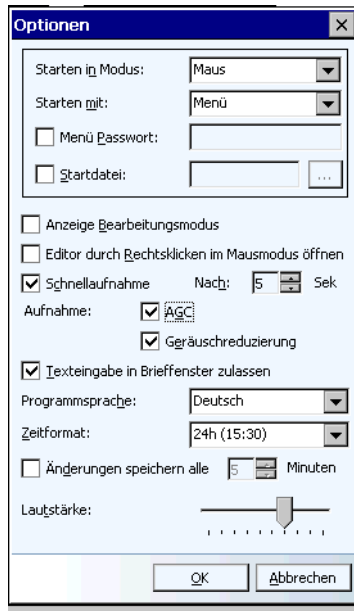 Optionen
Starten in Modus: Maus
Starten mit: Menü
Menü Passwort:
Startdatei: ...
Anzeige Bearbeitungsmodus
Editor durch Rechtsklicken im Mausmodus öffnen
Schnellaufnahme Nach: 5 Sek
Aufnahme: AGC
Geräuschreduzierung
Texteingabe in Brieffenster zulassen
Programmsprache: Deutsch
Zeitformat: 24h (15:30)
Änderungen speichern alle 5 Minuten
Lautstärke:
OK Abbrechen